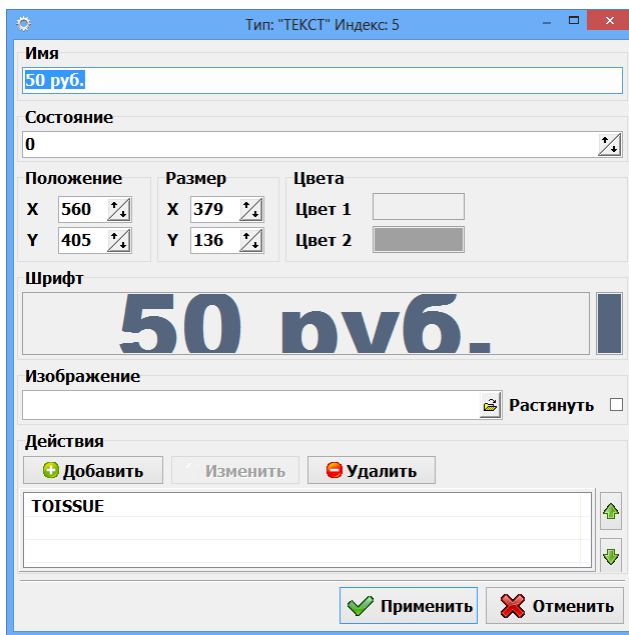 Тип: "ТЕКСТ" Индекс: 5
Имя
50 руб.
Состояние
0
Положение Размер Цвета
X 560 X 379 Цвет 1
Y 405 Y 136 Цвет 2
Шрифт
50 руб.
Изображение
Растянуть
Действия
Добавить Изменить Удалить
TOISSUE
Применить Отменить